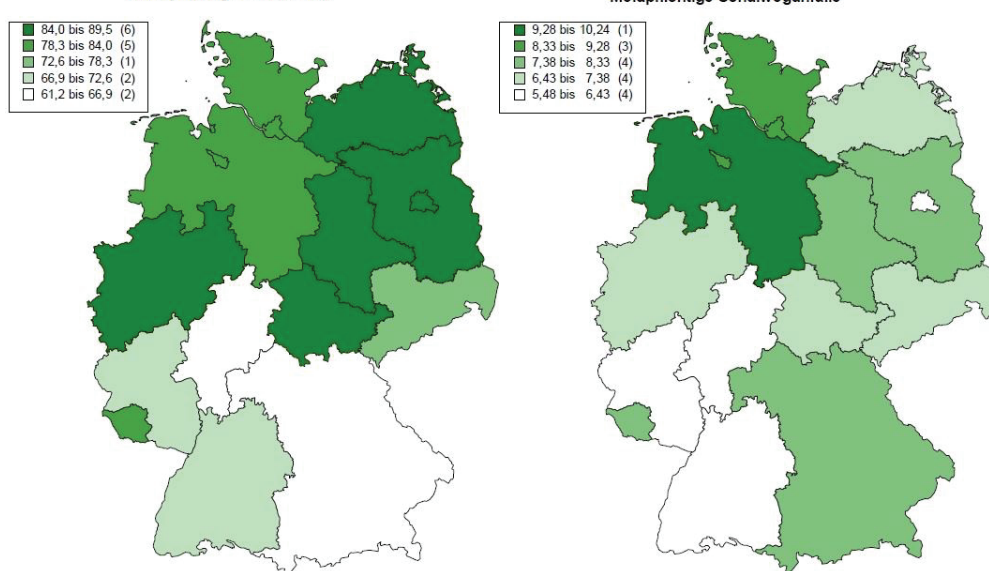 84,0 bis 89,5 (6)
78,3 bis 84,0 (5)
72,6 bis 78,3 (1)
66,9 bis 72,6 (2)
61,2 bis 66,9 (2)
Meldepflichtige Schulwegunfälle
9,28 bis 10,24 (1)
8,33 bis 9,28 (3)
7,38 bis 8,33 (4)
6,43 bis 7,38 (4)
5,48 bis 6,43 (4)